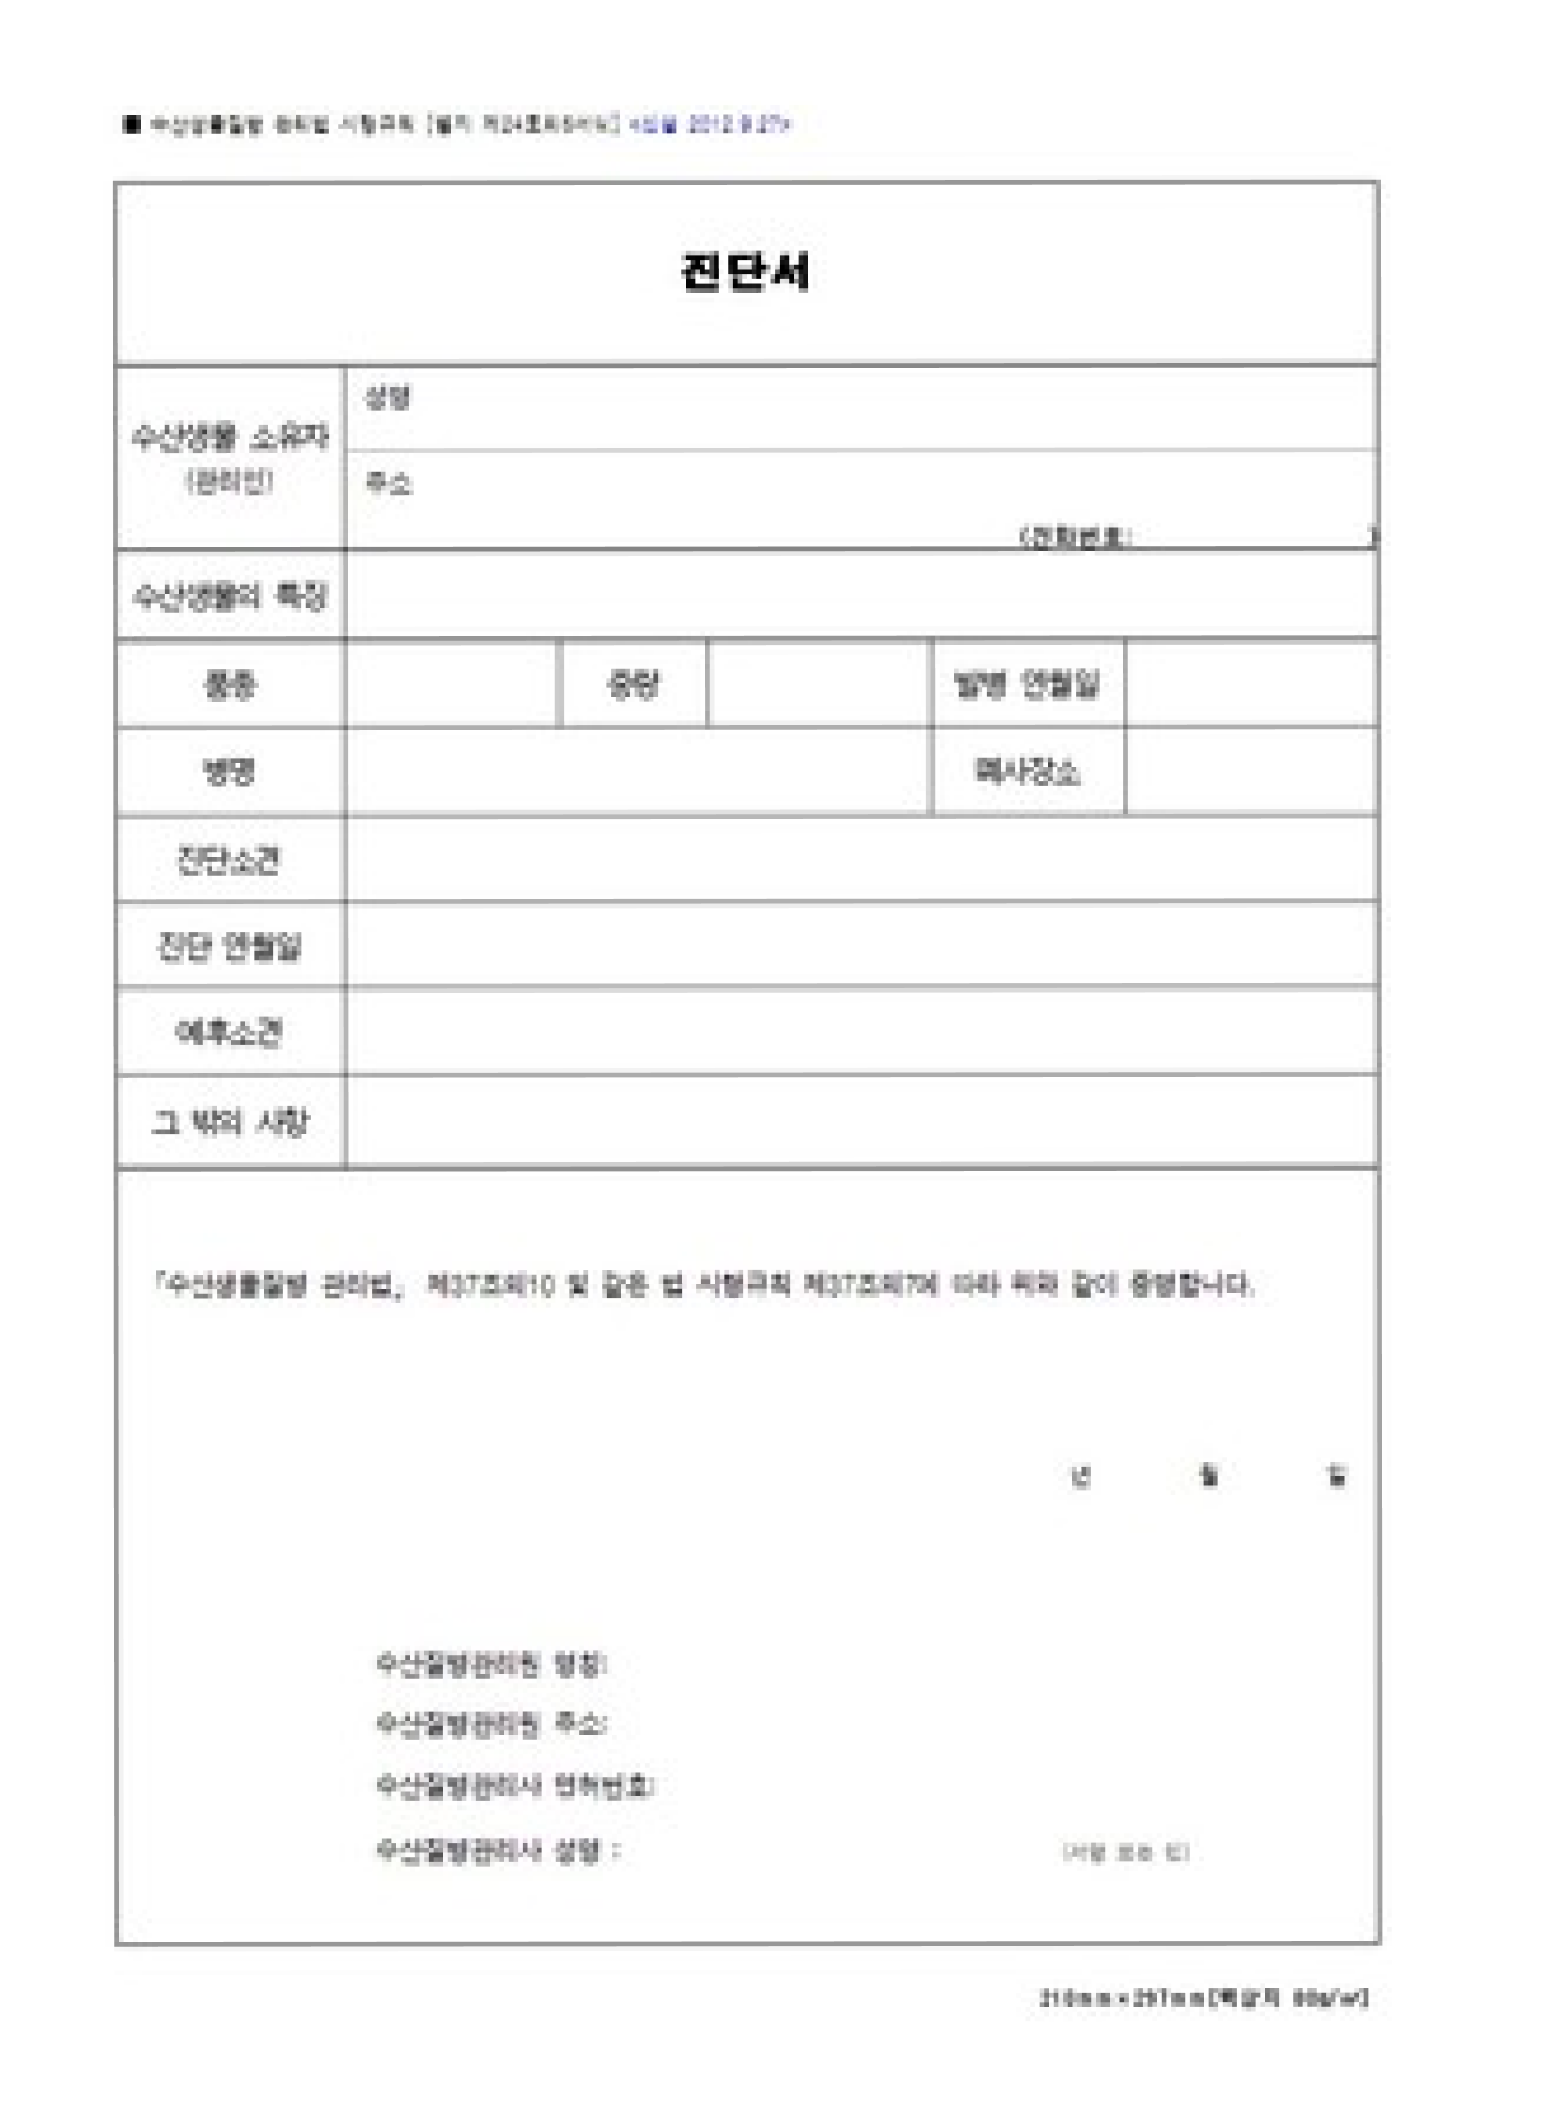 ■ 수산생물질병 관리법 시행규칙 [별지 제24호의5서식] <신설 2012.9.27>
진단서
수산생물 소유자
(관리인)
성명
주소
(전화번호: )
수산생물의 특징
품종 중량 발병 연월일
병명 폐사장소
진단소견
진단 연월일
예후소견
그 밖의 사항
「수산생물질병 관리법」 제37조의10 및 같은 법 시행규칙 제37조의7에 따라 위와 같이 증명합니다.
년 월 일
수산질병관리원 명칭:
수산질병관리원 주소:
수산질병관리사 면허번호:
수산질병관리사 성명 : (서명 또는 인)
210mm×297mm[백상지 80g/㎡]